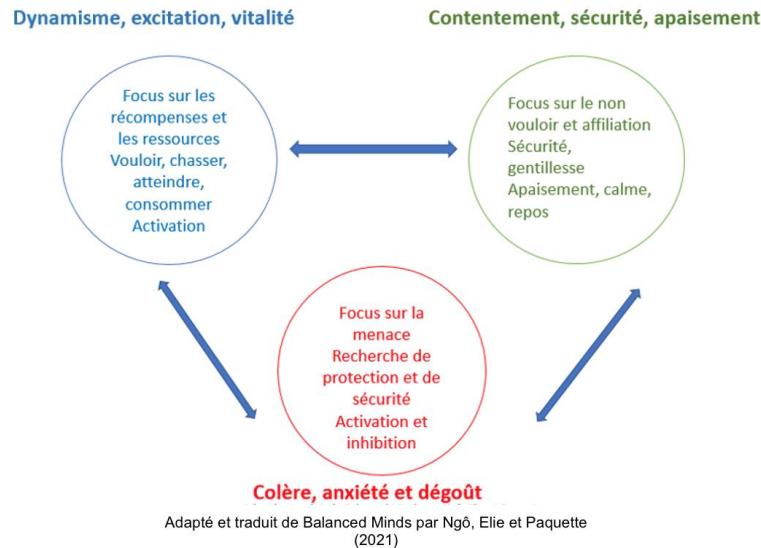 Dynamisme, excitation, vitalité
Contentement, sécurité, apaisement
Focus sur les
récompenses et
les ressources
Vouloir, chasser,
atteindre,
consommer
Activation
Focus sur le non
vouloir et affiliation
Sécurité,
gentillesse
Apaisement, calme,
repos
Focus sur la
menace
Recherche de
protection et de
sécurité
Activation et
inhibition
Colère, anxiété et dégoût
Adapté et traduit de Balanced Minds par Ngô, Elie et Paquette
(2021)